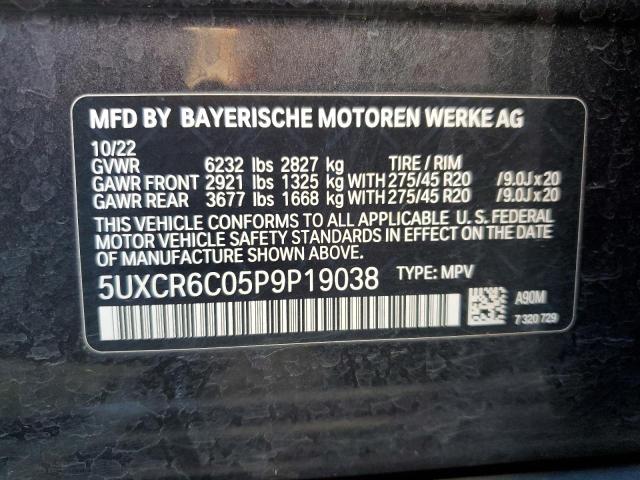 MFD BY BAYERISCHE MOTOREN WERKE AG
10/22
GVWR 6232 lbs 2827 kg TIRE / RIM
GAWR FRONT 2921 lbs 1325 kg WITH 275/45 R20 /9.0J x 20
GAWR REAR 3677 lbs 1668 kg WITH 275/45 R20 /9.0J x 20
THIS VEHICLE CONFORMS TO ALL APPLICABLE U. S. FEDERAL
MOTOR VEHICLE SAFETY STANDARDS IN EFFECT ON THE
DATE OF MANUFACTURE SHOWN ABOVE.
5UXCR6C05P9P19038 TYPE: MPV
A90M
7 320 729